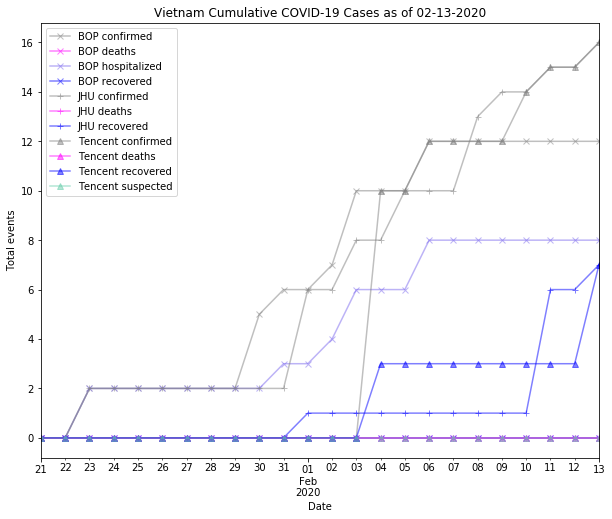 Vietnam Cumulative COVID-19 Cases as of 02-13-2020
BOP confirmed
BOP deaths
BOP hospitalized
BOP recovered
JHU confirmed
JHU deaths
JHU recovered
Tencent confirmed
Tencent deaths
Tencent recovered
Tencent suspected
Total events
16
14
12
10
8
6
4
2
0
21 22 23 24 25 26 27 28 29 30 31 01 02 03 04 05 06 07 08 09 10 11 12 13
Feb
2020
Date